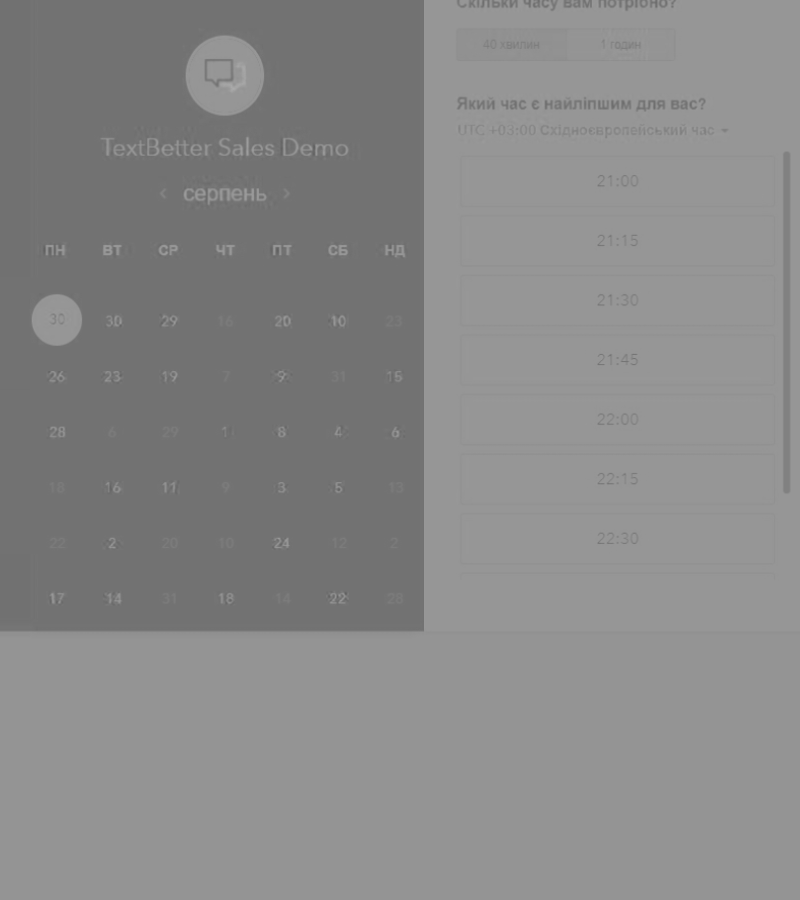 TextBetter Sales Demo
серпень
ПН ВТ СР ЧТ ПТ СБ НД
30 30 29 16 20 10 23
26 23 19 7 9 31 15
28 6 29 1 8 4 6
18 16 11 9 3 5 13
22 2 20 10 24 12 2
17 14 31 18 14 22 23
Скільки часу вам потрібно?
40 хвилин 1 годин
Який час є найліпшим для вас?
UTC +03:00 Східноєвропейський час
21:00
21:15
21:30
21:45
22:00
22:15
22:30